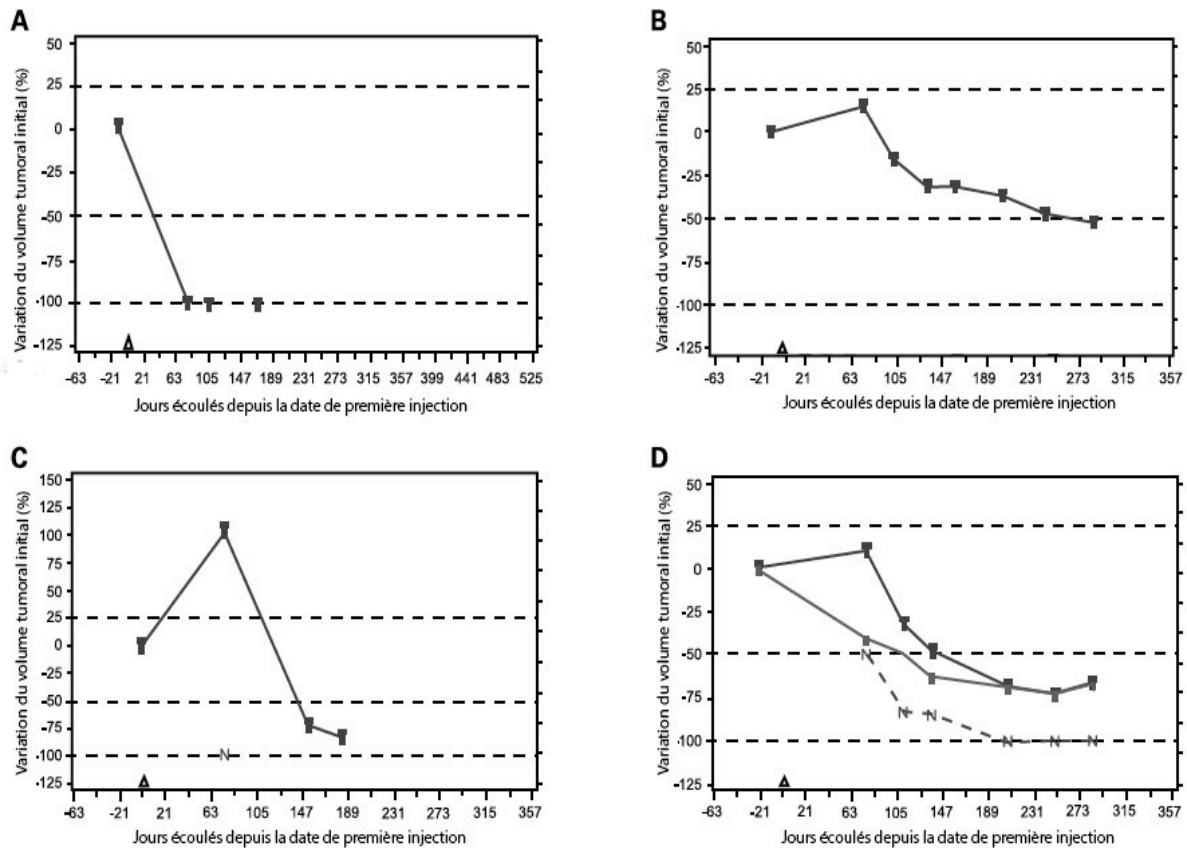 A
Variation du volume tumoral initial (%)
50
25
0
-25
-50
-75
-100
-125
-63 -21 21 63 105 147 189 231 273 315 357 399 441 483 525
Jours écoulés depuis la date de première injection
B
Variation du volume tumoral initial (%)
50
25
0
-25
-50
-75
-100
-125
-63 -21 21 63 105 147 189 231 273 315 357
Jours écoulés depuis la date de première injection
C
Variation du volume tumoral initial (%)
150
125
100
75
50
25
0
-25
-50
-75
-100
-125
N
-63 -21 21 63 105 147 189 231 273 315 357
Jours écoulés depuis la date de première injection
D
Variation du volume tumoral initial (%)
50
25
0
-25
-50
-75
-100
-125
N N N N N N
-63 -21 21 63 105 147 189 231 273 315 357
Jours écoulés depuis la date de première injection